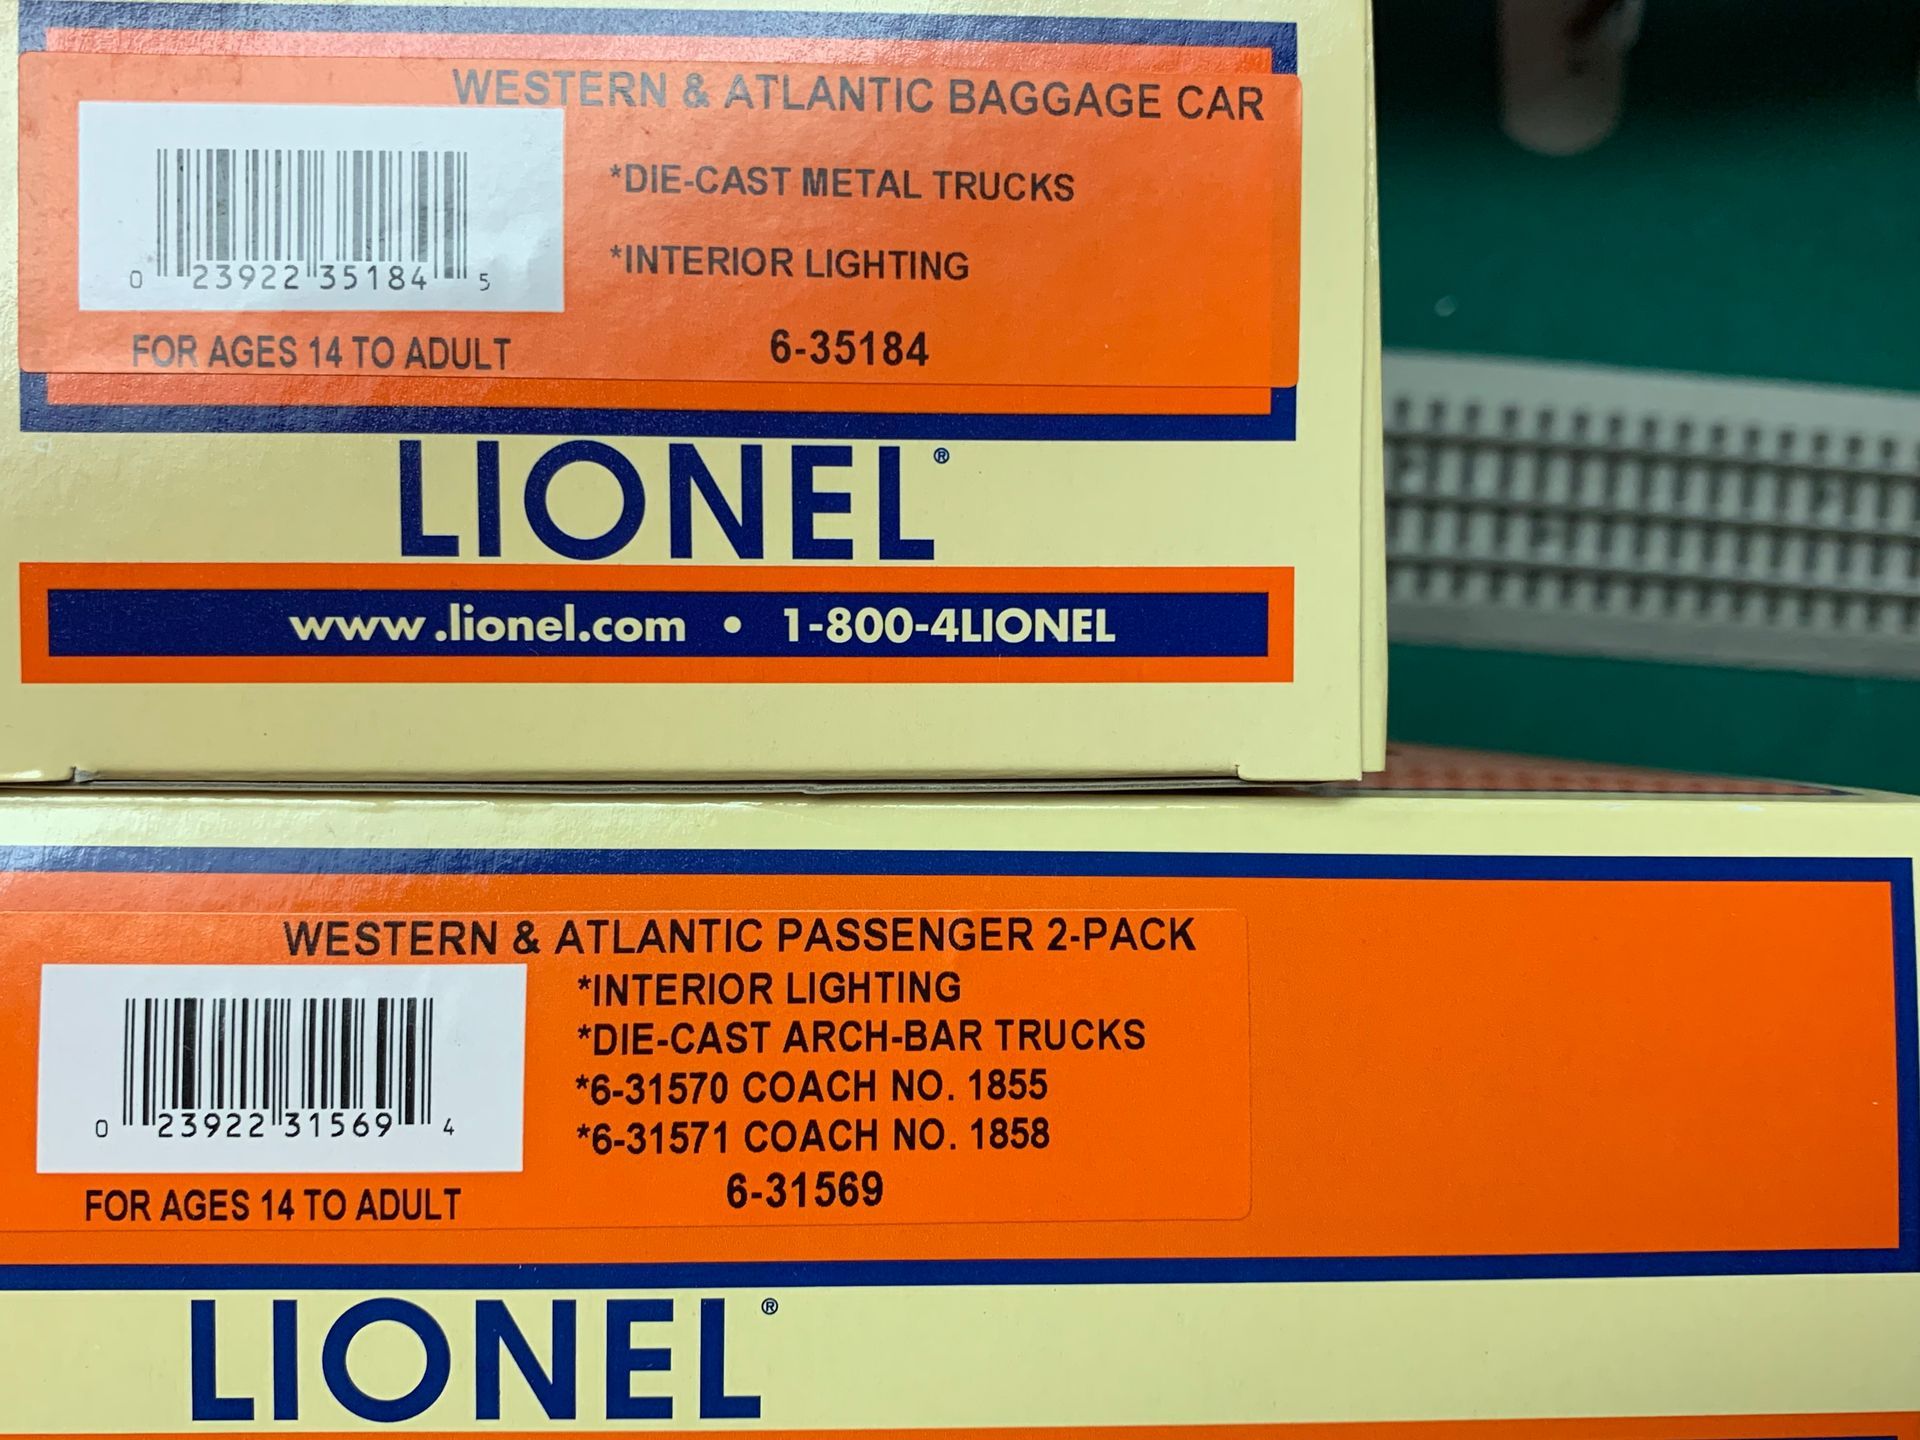 WESTERN & ATLANTIC BAGGAGE CAR
*DIE-CAST METAL TRUCKS
*INTERIOR LIGHTING
0 23922 35184 5
FOR AGES 14 TO ADULT
6-35184
LIONEL®
www.lionel.com • 1-800-4LIONEL
WESTERN & ATLANTIC PASSENGER 2-PACK
*INTERIOR LIGHTING
*DIE-CAST ARCH-BAR TRUCKS
*6-31570 COACH NO. 1855
*6-31571 COACH NO. 1858
0 23922 31569 4
6-31569
FOR AGES 14 TO ADULT
LIONEL®